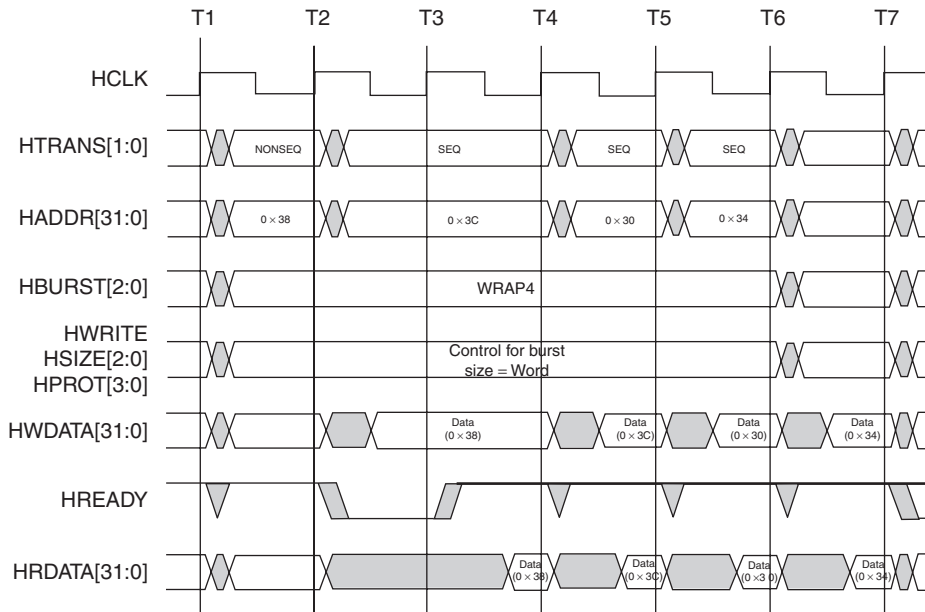 T1 T2 T3 T4 T5 T6 T7
HCLK
HTRANS[1:0] NONSEQ SEQ SEQ SEQ
HADDR[31:0] 0 × 38 0 × 3C 0 × 30 0 × 34
HBURST[2:0] WRAP4
HWRITE
HSIZE[2:0]
HPROT[3:0]
Control for burst
size = Word
HWDATA[31:0]
Data
(0 × 38)
Data
(0 × 3C)
Data
(0 × 30)
Data
(0 × 34)
HREADY
HRDATA[31:0]
Data
(0 × 38)
Data
(0 × 3C)
Data
(0 ×3 0)
Data
(0 × 34)